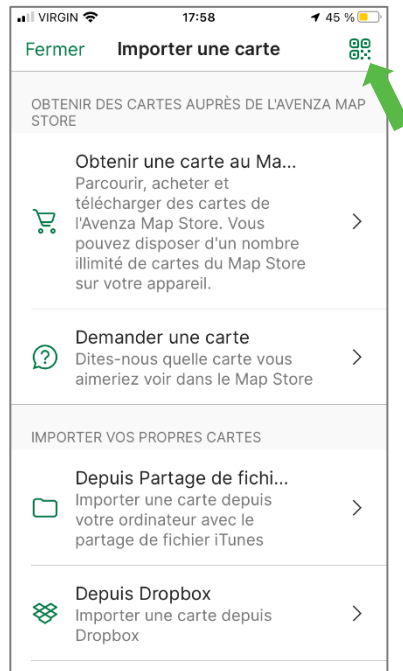 VIRGIN 17:58 45 %
Fermer Importer une carte
OBTENIR DES CARTES AUPRÈS DE L'AVENZA MAP
STORE
Obtenir une carte au Ma...
Parcourir, acheter et
télécharger des cartes de
l'Avenza Map Store. Vous
pouvez disposer d'un nombre
illimité de cartes du Map Store
sur votre appareil.
Demander une carte
Dites-nous quelle carte vous
aimeriez voir dans le Map Store
IMPORTER VOS PROPRES CARTES
Depuis Partage de fichi...
Importer une carte depuis
votre ordinateur avec le
partage de fichier iTunes
Depuis Dropbox
Importer une carte depuis
Dropbox